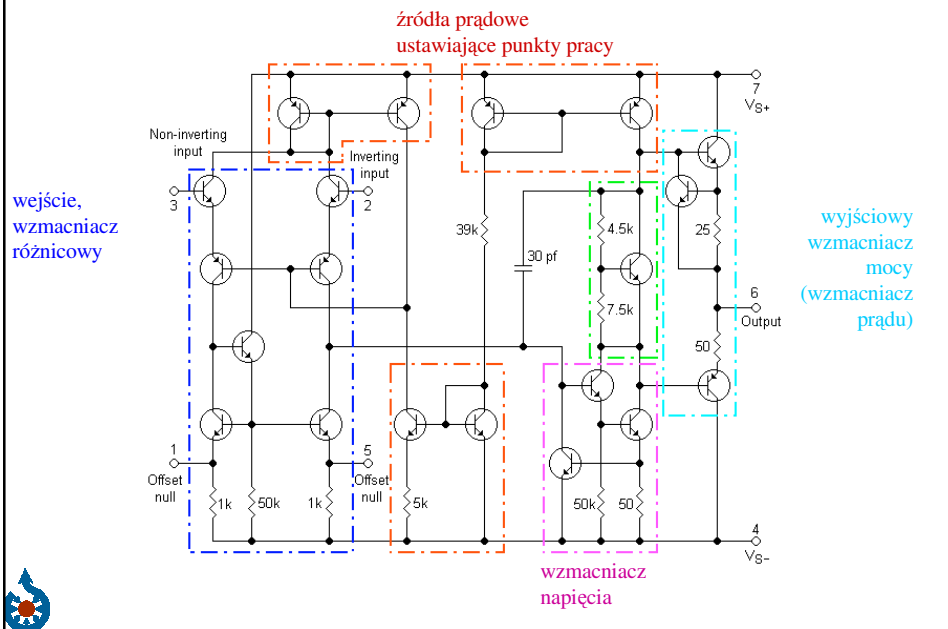 źródła prądowe
ustawiające punkty pracy
7
VS+
Non-inverting
input
Inverting
input
3
2
wejście,
wzmacniacz
różnicowy
39k
30 pf
4.5k
7.5k
25
50
6
Output
wyjściowy
wzmacniacz
mocy
(wzmacniacz
prądu)
1
Offset
null
5
Offset
null
1k
50k
1k
5k
50k
50
4
VS-
wzmacniacz
napięcia